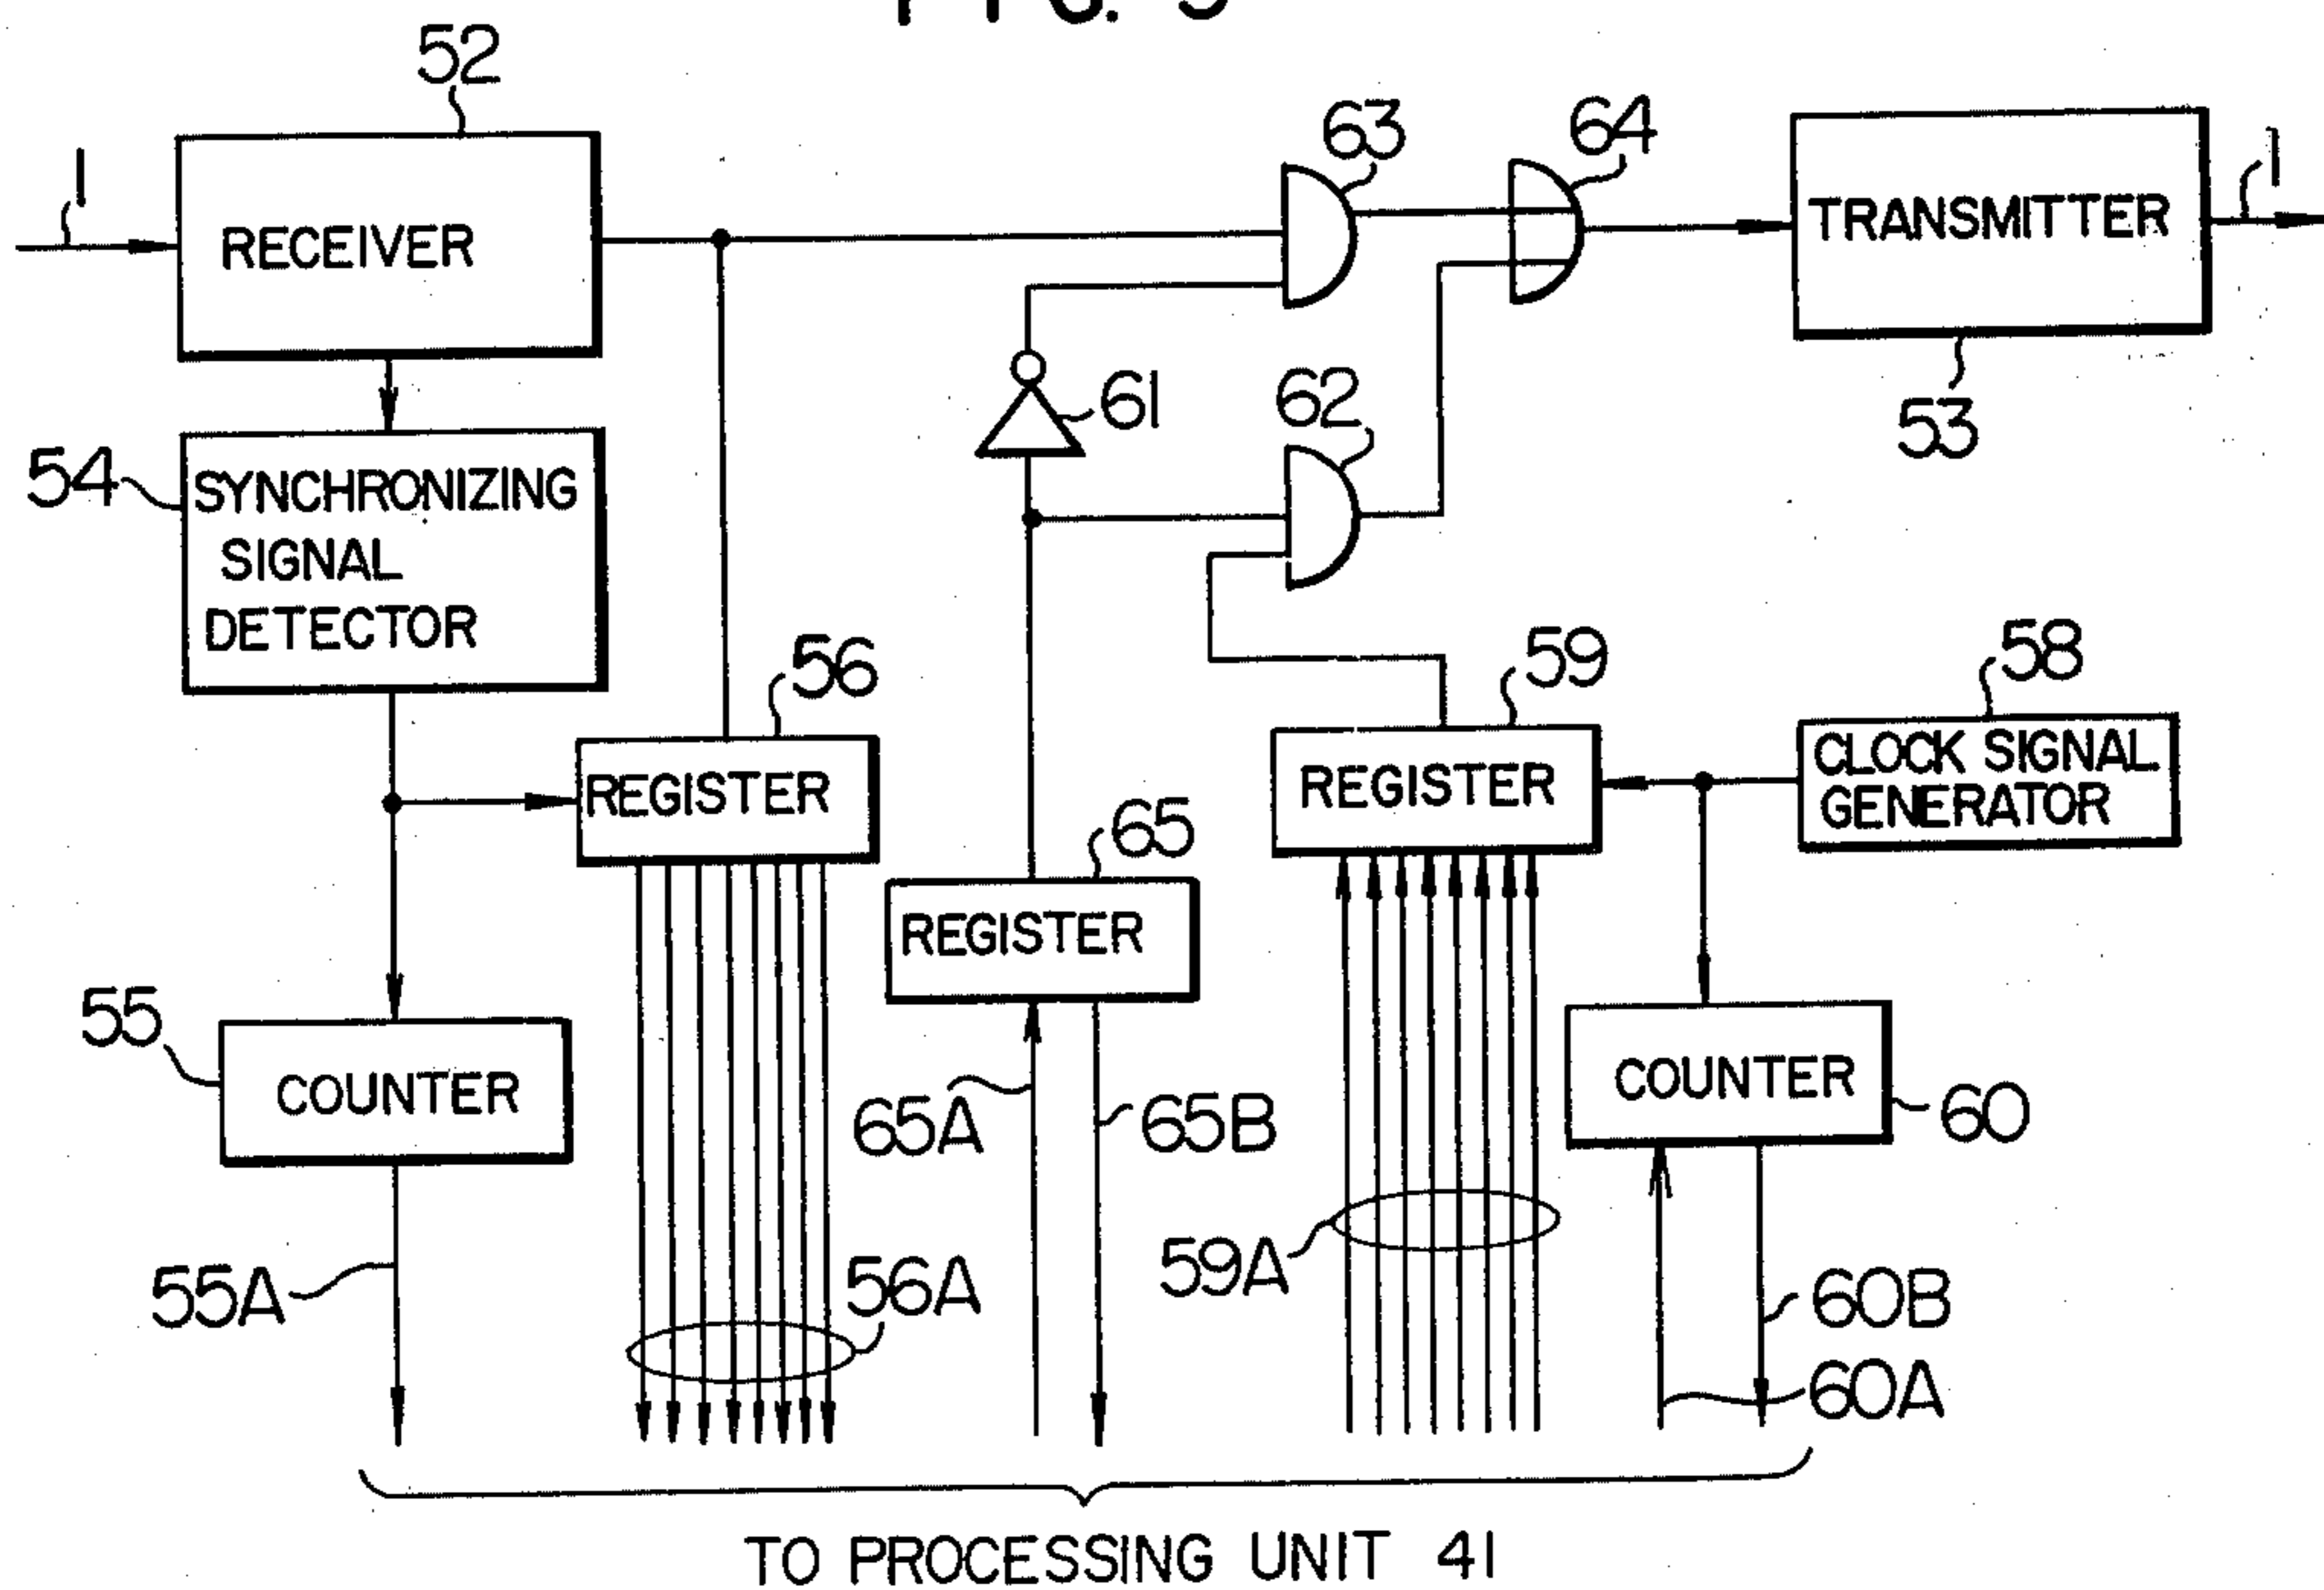 FIG. 5
52
63
64
1
RECEIVER
TRANSMITTER
1
61
62
53
54
SYNCHRONIZING
SIGNAL
DETECTOR
56
59
58
REGISTER
REGISTER
CLOCK SIGNAL
GENERATOR
65
REGISTER
55
COUNTER
65A
65B
COUNTER
60
55A
56A
59A
60B
60A
TO PROCESSING UNIT 41